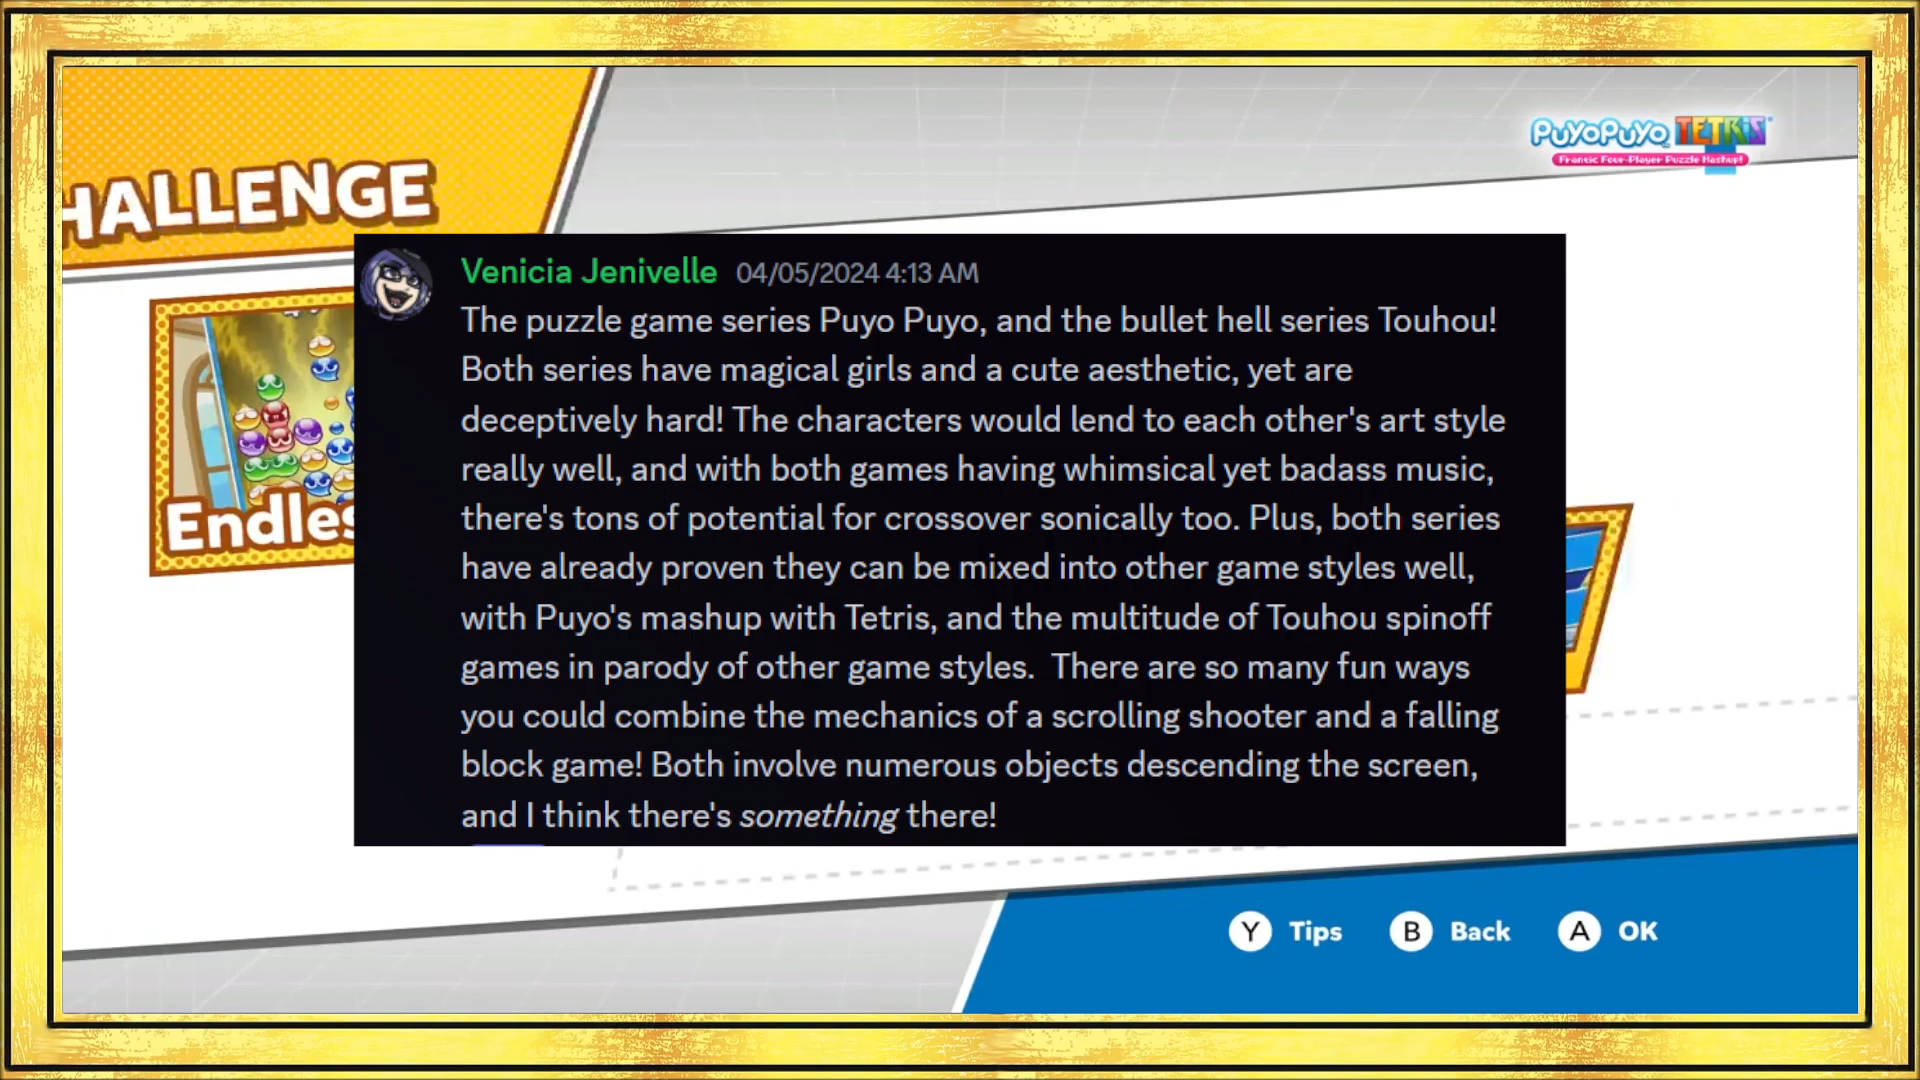 HALLENGE
PUYOPUYO TETRIS
Frantic Four-Player Puzzle Mashup!
Venicia Jenivelle 04/05/2024 4:13 AM
The puzzle game series Puyo Puyo, and the bullet hell series Touhou!
Both series have magical girls and a cute aesthetic, yet are
deceptively hard! The characters would lend to each other's art style
really well, and with both games having whimsical yet badass music,
there's tons of potential for crossover sonically too. Plus, both series
have already proven they can be mixed into other game styles well,
with Puyo's mashup with Tetris, and the multitude of Touhou spinoff
games in parody of other game styles.  There are so many fun ways
you could combine the mechanics of a scrolling shooter and a falling
block game! Both involve numerous objects descending the screen,
and I think there's something there!
Endles
Y Tips B Back A OK